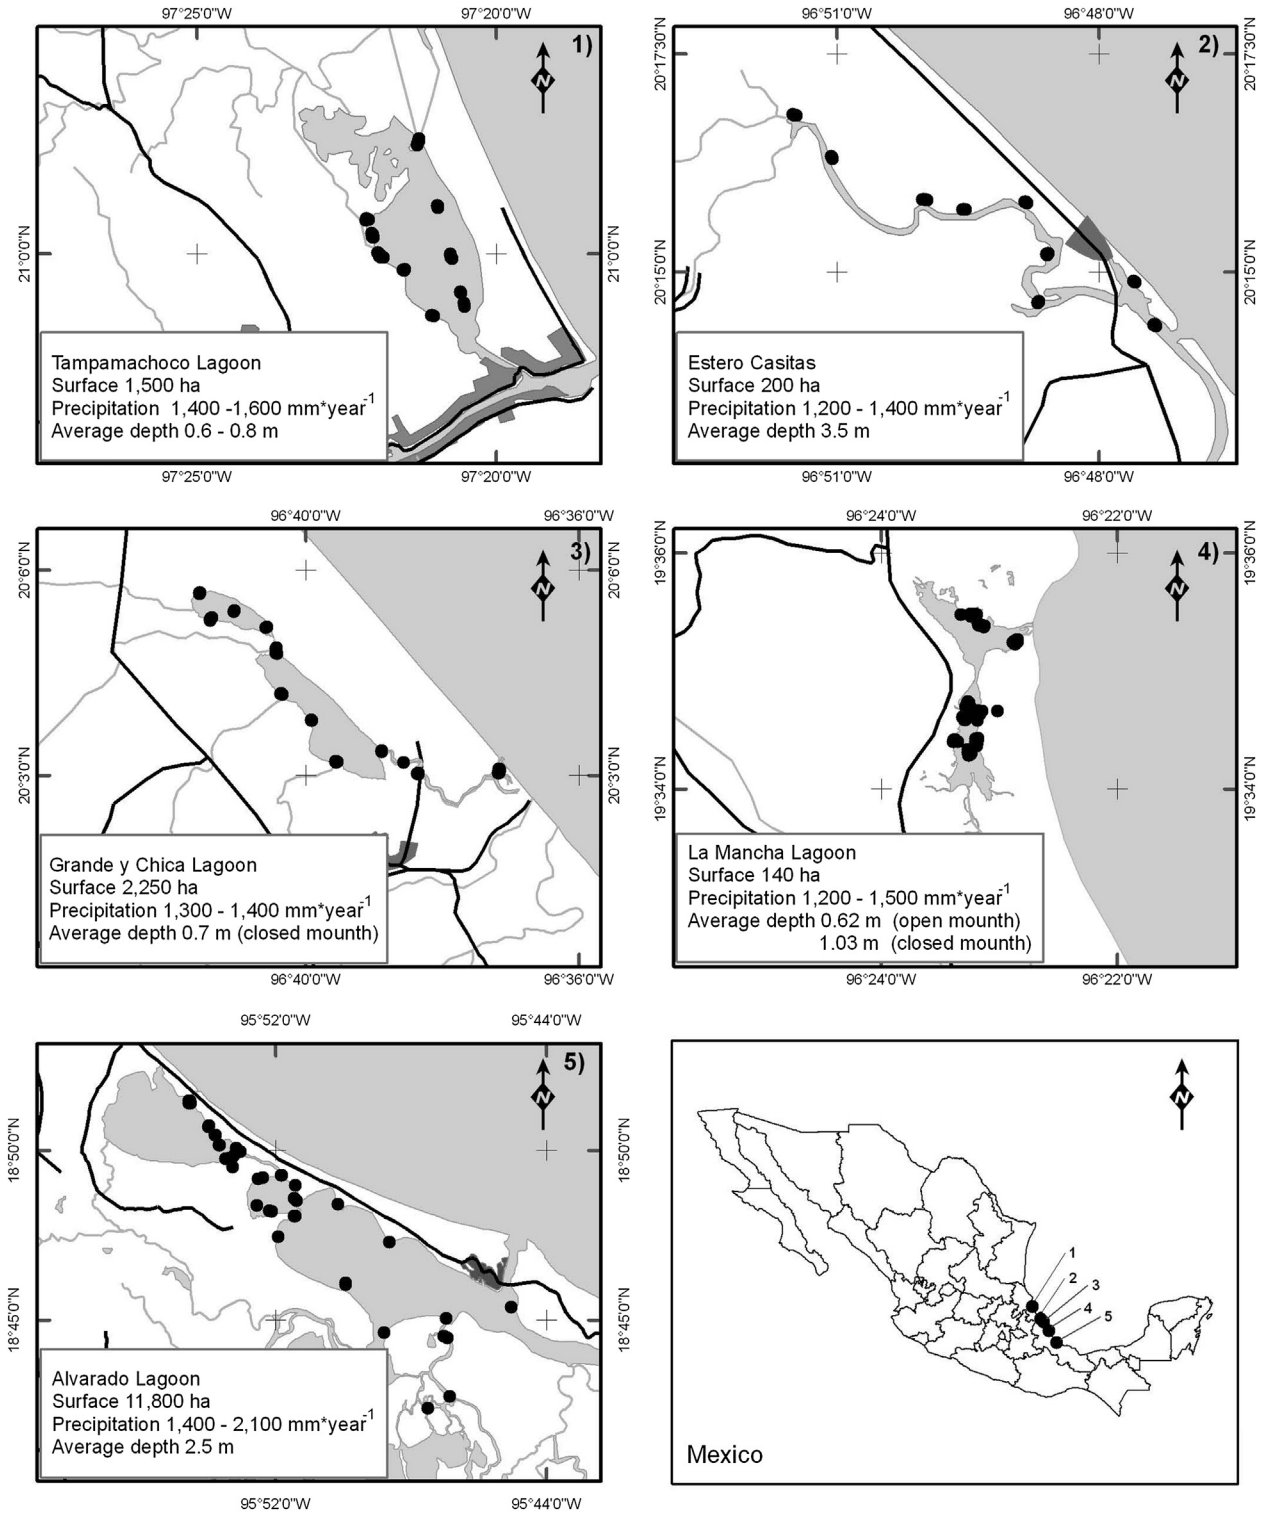 97°25'0"W 97°20'0"W
1)
N
21°0'0"N
Tampamachoco Lagoon
Surface 1,500 ha
Precipitation 1,400 -1,600 mm*year-1
Average depth 0.6 - 0.8 m
97°25'0"W 97°20'0"W
96°51'0"W 96°48'0"W
2)
N
20°17'30"N 20°17'30"N
20°15'0"N 20°15'0"N
Estero Casitas
Surface 200 ha
Precipitation 1,200 - 1,400 mm*year-1
Average depth 3.5 m
96°51'0"W 96°48'0"W
96°40'0"W 96°36'0"W
3)
N
20°6'0"N 20°6'0"N
20°3'0"N 20°3'0"N
Grande y Chica Lagoon
Surface 2,250 ha
Precipitation 1,300 - 1,400 mm*year-1
Average depth 0.7 m (closed mounth)
96°40'0"W 96°36'0"W
96°24'0"W 96°22'0"W
4)
N
19°36'0"N 19°36'0"N
19°34'0"N 19°34'0"N
La Mancha Lagoon
Surface 140 ha
Precipitation 1,200 - 1,500 mm*year-1
Average depth 0.62 m (open mounth)
1.03 m (closed mounth)
96°24'0"W 96°22'0"W
95°52'0"W 95°44'0"W
5)
N
18°50'0"N 18°50'0"N
18°45'0"N 18°45'0"N
Alvarado Lagoon
Surface 11,800 ha
Precipitation 1,400 - 2,100 mm*year-1
Average depth 2.5 m
95°52'0"W 95°44'0"W
N
1
2
3
4
5
Mexico